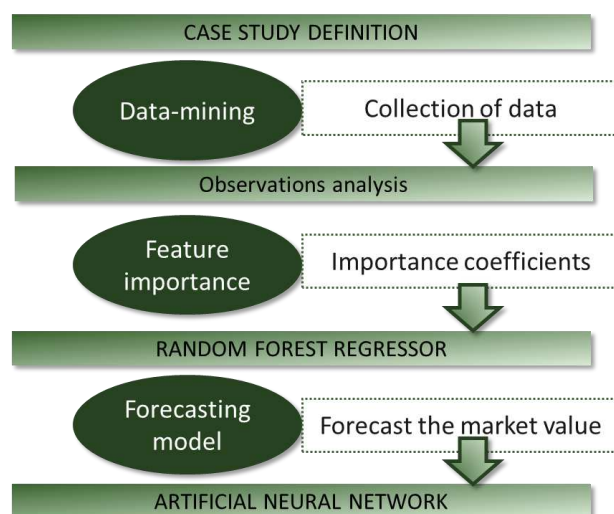 CASE STUDY DEFINITION
Data-mining
Collection of data
Observations analysis
Feature
importance
Importance coefficients
RANDOM FOREST REGRESSOR
Forecasting
model
Forecast the market value
ARTIFICIAL NEURAL NETWORK